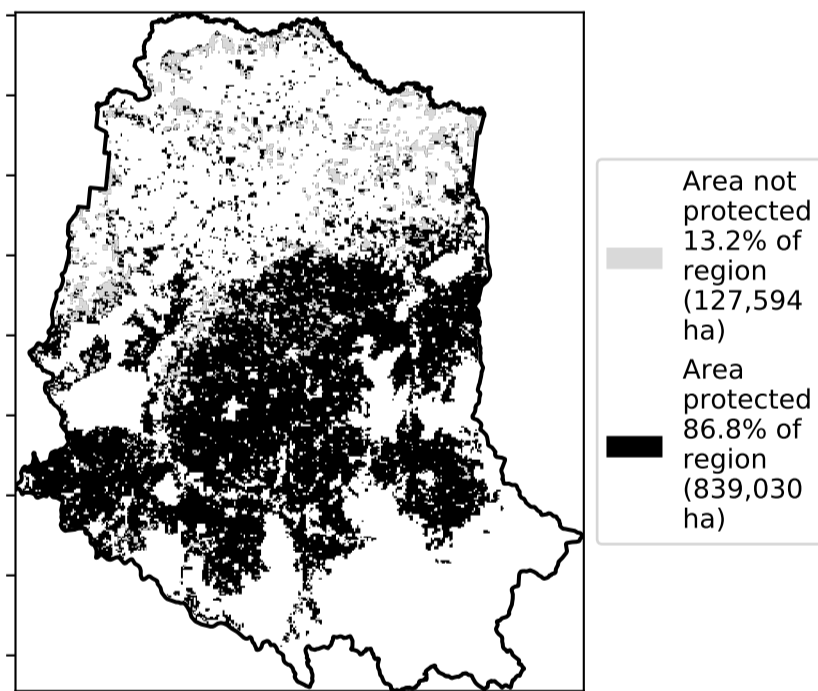 Area not
protected
13.2% of
region
(127,594
ha)
Area
protected
86.8% of
region
(839,030
ha)